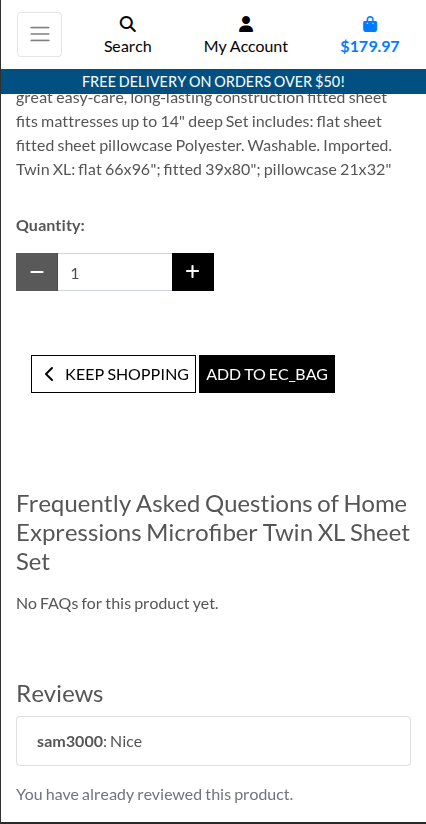 Search
My Account
$179.97
FREE DELIVERY ON ORDERS OVER $50!
great easy-care, long-lasting construction fitted sheet
fits mattresses up to 14" deep Set includes: flat sheet
fitted sheet pillowcase Polyester. Washable. Imported.
Twin XL: flat 66x96"; fitted 39x80"; pillowcase 21x32"
Quantity:
1
KEEP SHOPPING
ADD TO EC_BAG
Frequently Asked Questions of Home
Expressions Microfiber Twin XL Sheet
Set
No FAQs for this product yet.
Reviews
sam3000: Nice
You have already reviewed this product.